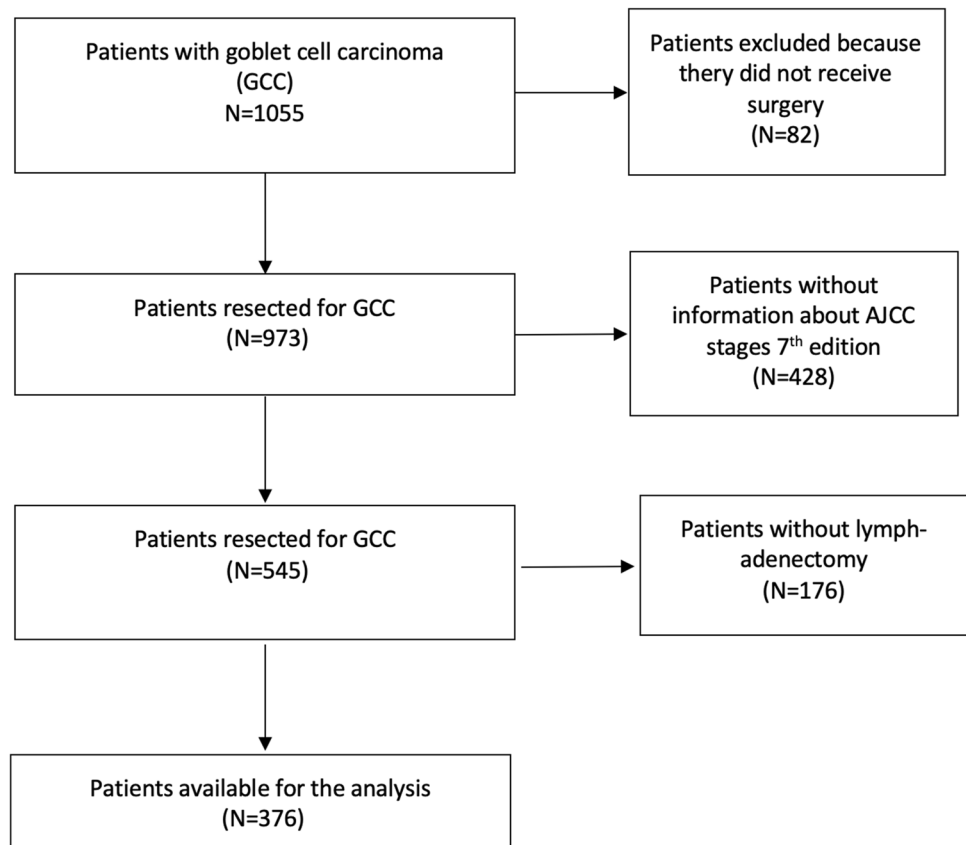 Patients with goblet cell carcinoma
(GCC)
N=1055
Patients excluded because
thery did not receive
surgery
(N=82)
Patients resected for GCC
(N=973)
Patients without
information about AJCC
stages 7th edition
(N=428)
Patients resected for GCC
(N=545)
Patients without lymph-
adenectomy
(N=176)
Patients available for the analysis
(N=376)